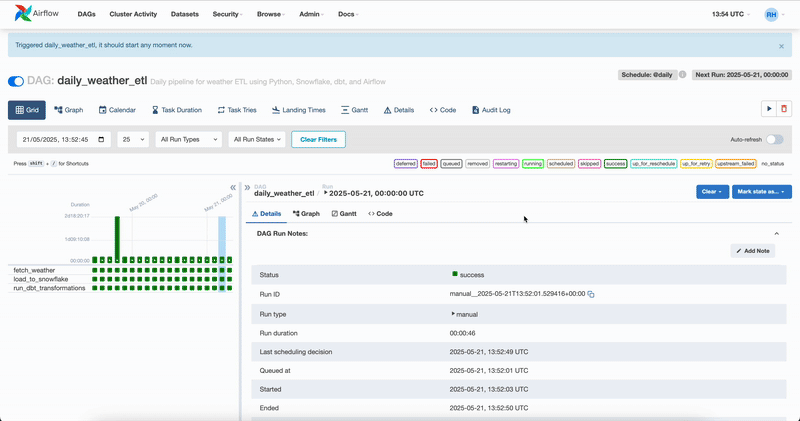 Airflow
DAGs
Cluster Activity
Datasets
Security
Browse
Admin
Docs
13:54 UTC
RH
Triggered daily_weather_etl, it should start any moment now.
×
DAG: daily_weather_etl Daily pipeline for weather ETL using Python, Snowflake, dbt, and Airflow
Schedule: @daily
Next Run: 2025-05-21, 00:00:00
Grid
Graph
Calendar
Task Duration
Task Tries
Landing Times
Gantt
Details
Code
Audit Log
21/05/2025, 13:52:45
25
All Run Types
All Run States
Clear Filters
Auto-refresh
Press shift + / for Shortcuts
deferred
failed
queued
removed
restarting
running
scheduled
skipped
success
up_for_reschedule
up_for_retry
upstream_failed
no_status
Duration
May 20, 00:00
May 21, 00:00
00:00:00
fetch_weather
load_to_snowflake
run_dbt_transformations
DAG
daily_weather_etl
/
Run
2025-05-21, 00:00:00 UTC
Clear
Mark state as...
Details
Graph
Gantt
Code
DAG Run Notes:
Add Note
Status
success
Run ID
manual__2025-05-21T13:52:01.529416+00:00
Run type
manual
Run duration
00:00:46
Last scheduling decision
2025-05-21, 13:52:49 UTC
Queued at
2025-05-21, 13:52:01 UTC
Started
2025-05-21, 13:52:03 UTC
Ended
2025-05-21, 13:52:50 UTC